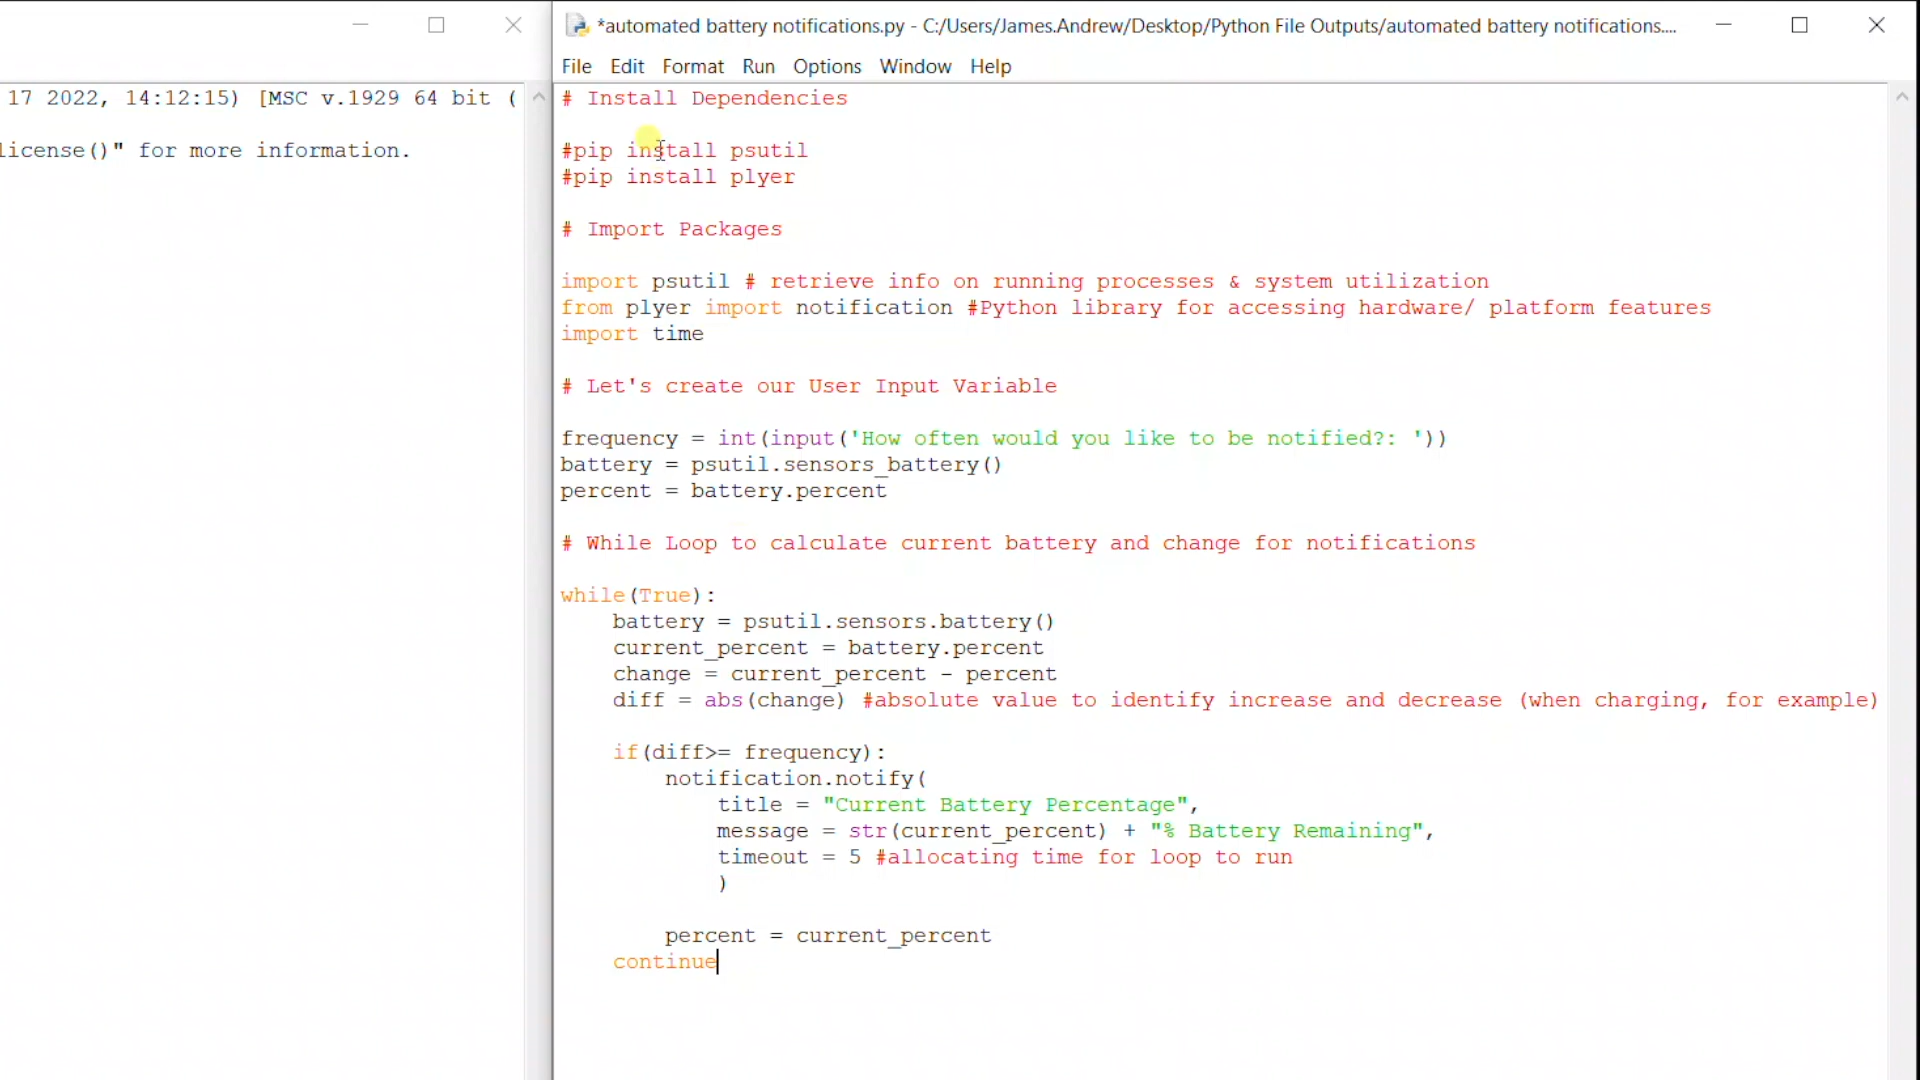 17 2022, 14:12:15) [MSC v.1929 64 bit (
license()" for more information.
*automated battery notifications.py - C:/Users/James.Andrew/Desktop/Python File Outputs/automated battery notifications....
File Edit Format Run Options Window Help
# Install Dependencies
#pip install psutil
#pip install plyer
# Import Packages
import psutil # retrieve info on running processes & system utilization
from plyer import notification #Python library for accessing hardware/ platform features
import time
# Let's create our User Input Variable
frequency = int(input('How often would you like to be notified?: '))
battery = psutil.sensors_battery()
percent = battery.percent
# While Loop to calculate current battery and change for notifications
while(True):
    battery = psutil.sensors.battery()
    current_percent = battery.percent
    change = current_percent - percent
    diff = abs(change) #absolute value to identify increase and decrease (when charging, for example)
    if(diff>= frequency):
        notification.notify(
            title = "Current Battery Percentage",
            message = str(current_percent) + "% Battery Remaining",
            timeout = 5 #allocating time for loop to run
            )
        percent = current_percent
    continue